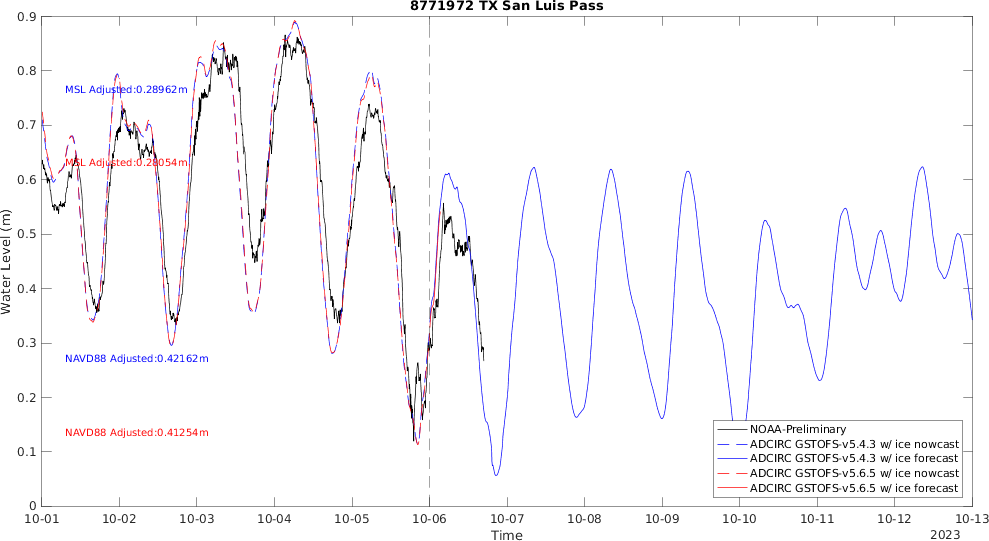 8771972 TX San Luis Pass
0.9
0.8
0.7
0.6
0.5
0.4
0.3
0.2
0.1
0
Water Level (m)
MSL Adjusted:0.28962m
MSL Adjusted:0.28054m
NAVD88 Adjusted:0.42162m
NAVD88 Adjusted:0.41254m
NOAA-Preliminary
ADCIRC GSTOFS-v5.4.3 w/ ice nowcast
ADCIRC GSTOFS-v5.4.3 w/ ice forecast
ADCIRC GSTOFS-v5.6.5 w/ ice nowcast
ADCIRC GSTOFS-v5.6.5 w/ ice forecast
10-01 10-02 10-03 10-04 10-05 10-06 10-07 10-08 10-09 10-10 10-11 10-12 10-13
Time
2023